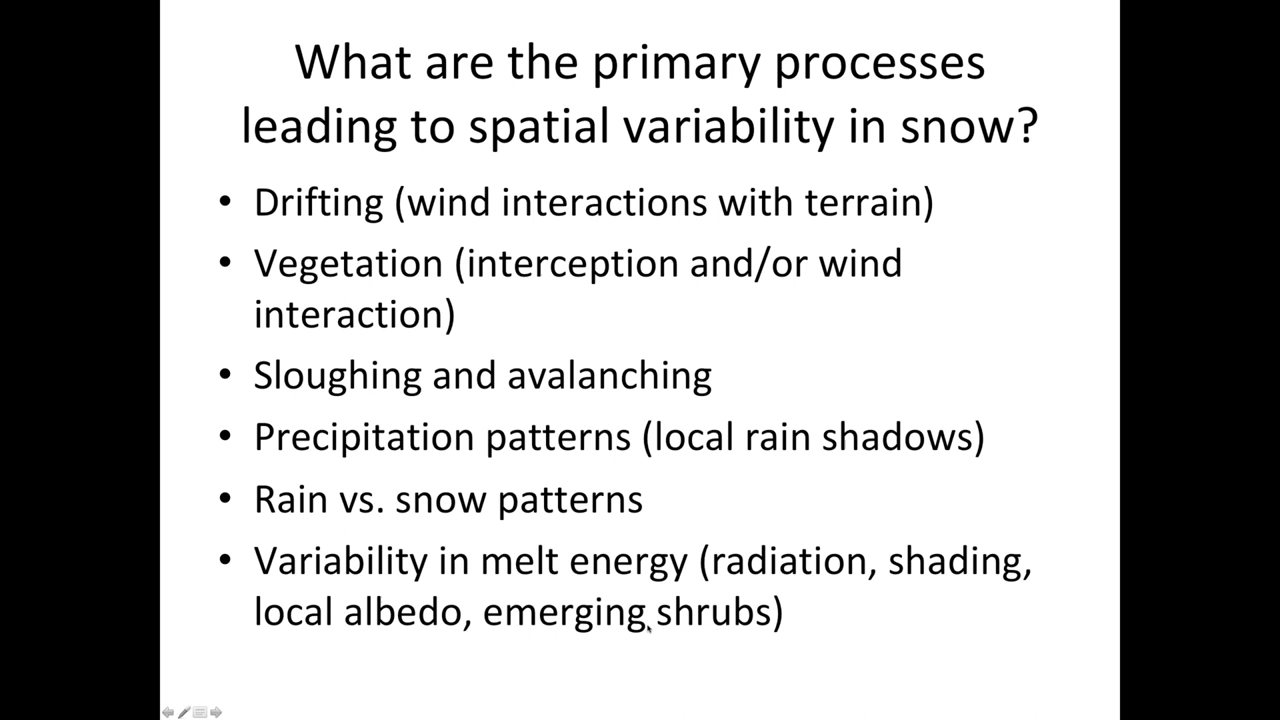 What are the primary processes
leading to spatial variability in snow?
• Drifting (wind interactions with terrain)
• Vegetation (interception and/or wind
interaction)
• Sloughing and avalanching
• Precipitation patterns (local rain shadows)
• Rain vs. snow patterns
• Variability in melt energy (radiation, shading,
local albedo, emerging shrubs)